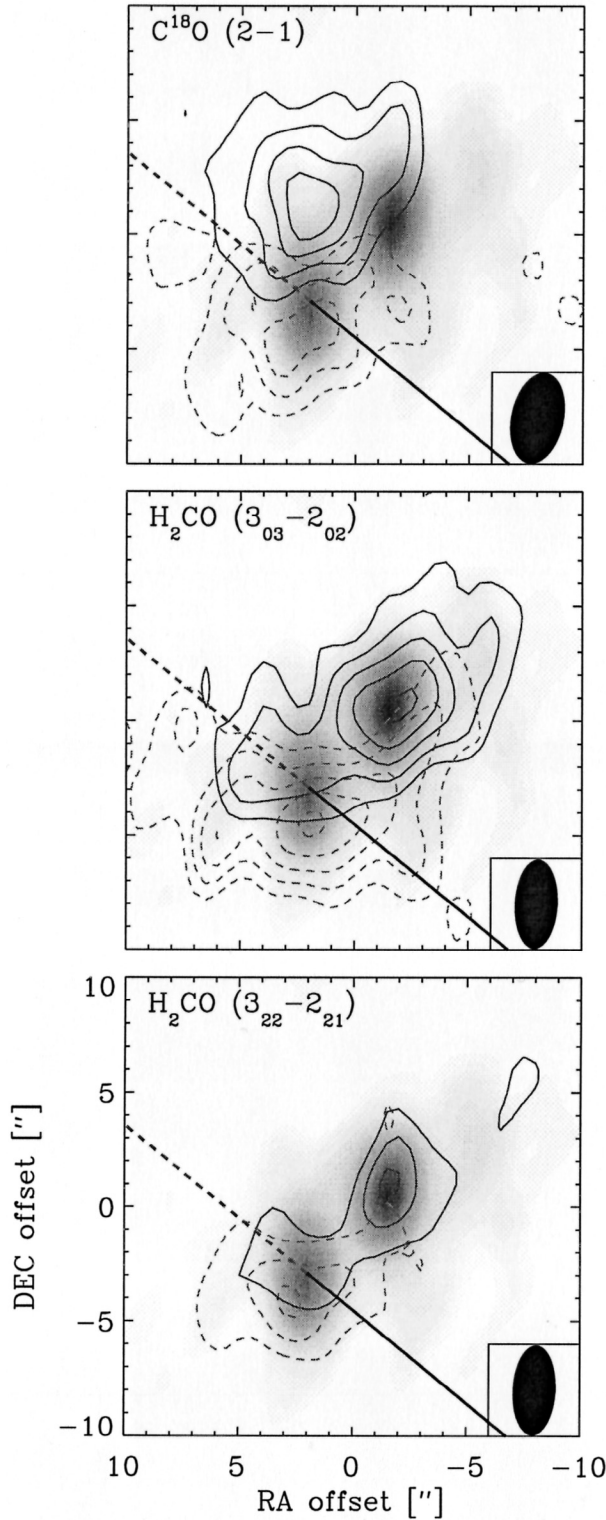 C¹⁸O (2−1)
H₂CO (3₀₃−2₀₂)
H₂CO (3₂₂−2₂₁)
10
5
0
−5
−10
DEC offset ["]
10 5 0 −5 −10
RA offset ["]